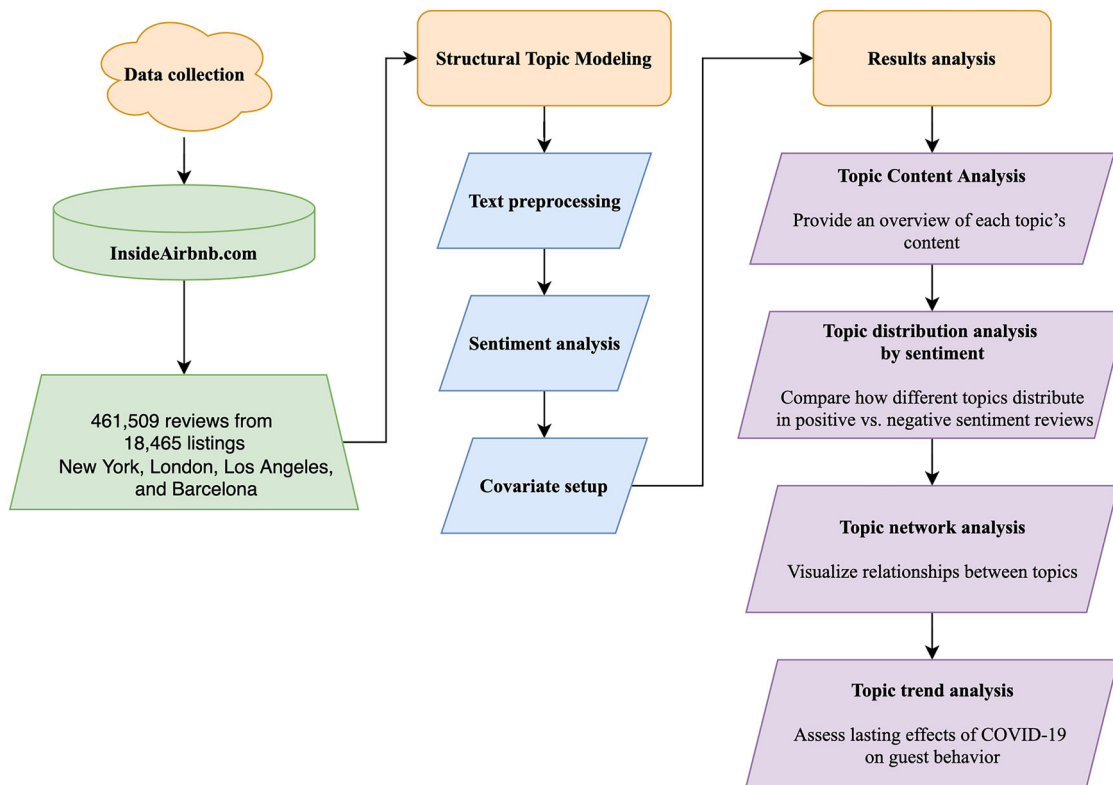 Data collection
InsideAirbnb.com
461,509 reviews from
18,465 listings
New York, London, Los Angeles,
and Barcelona
Structural Topic Modeling
Text preprocessing
Sentiment analysis
Covariate setup
Results analysis
Topic Content Analysis
Provide an overview of each topic’s
content
Topic distribution analysis
by sentiment
Compare how different topics distribute
in positive vs. negative sentiment reviews
Topic network analysis
Visualize relationships between topics
Topic trend analysis
Assess lasting effects of COVID-19
on guest behavior